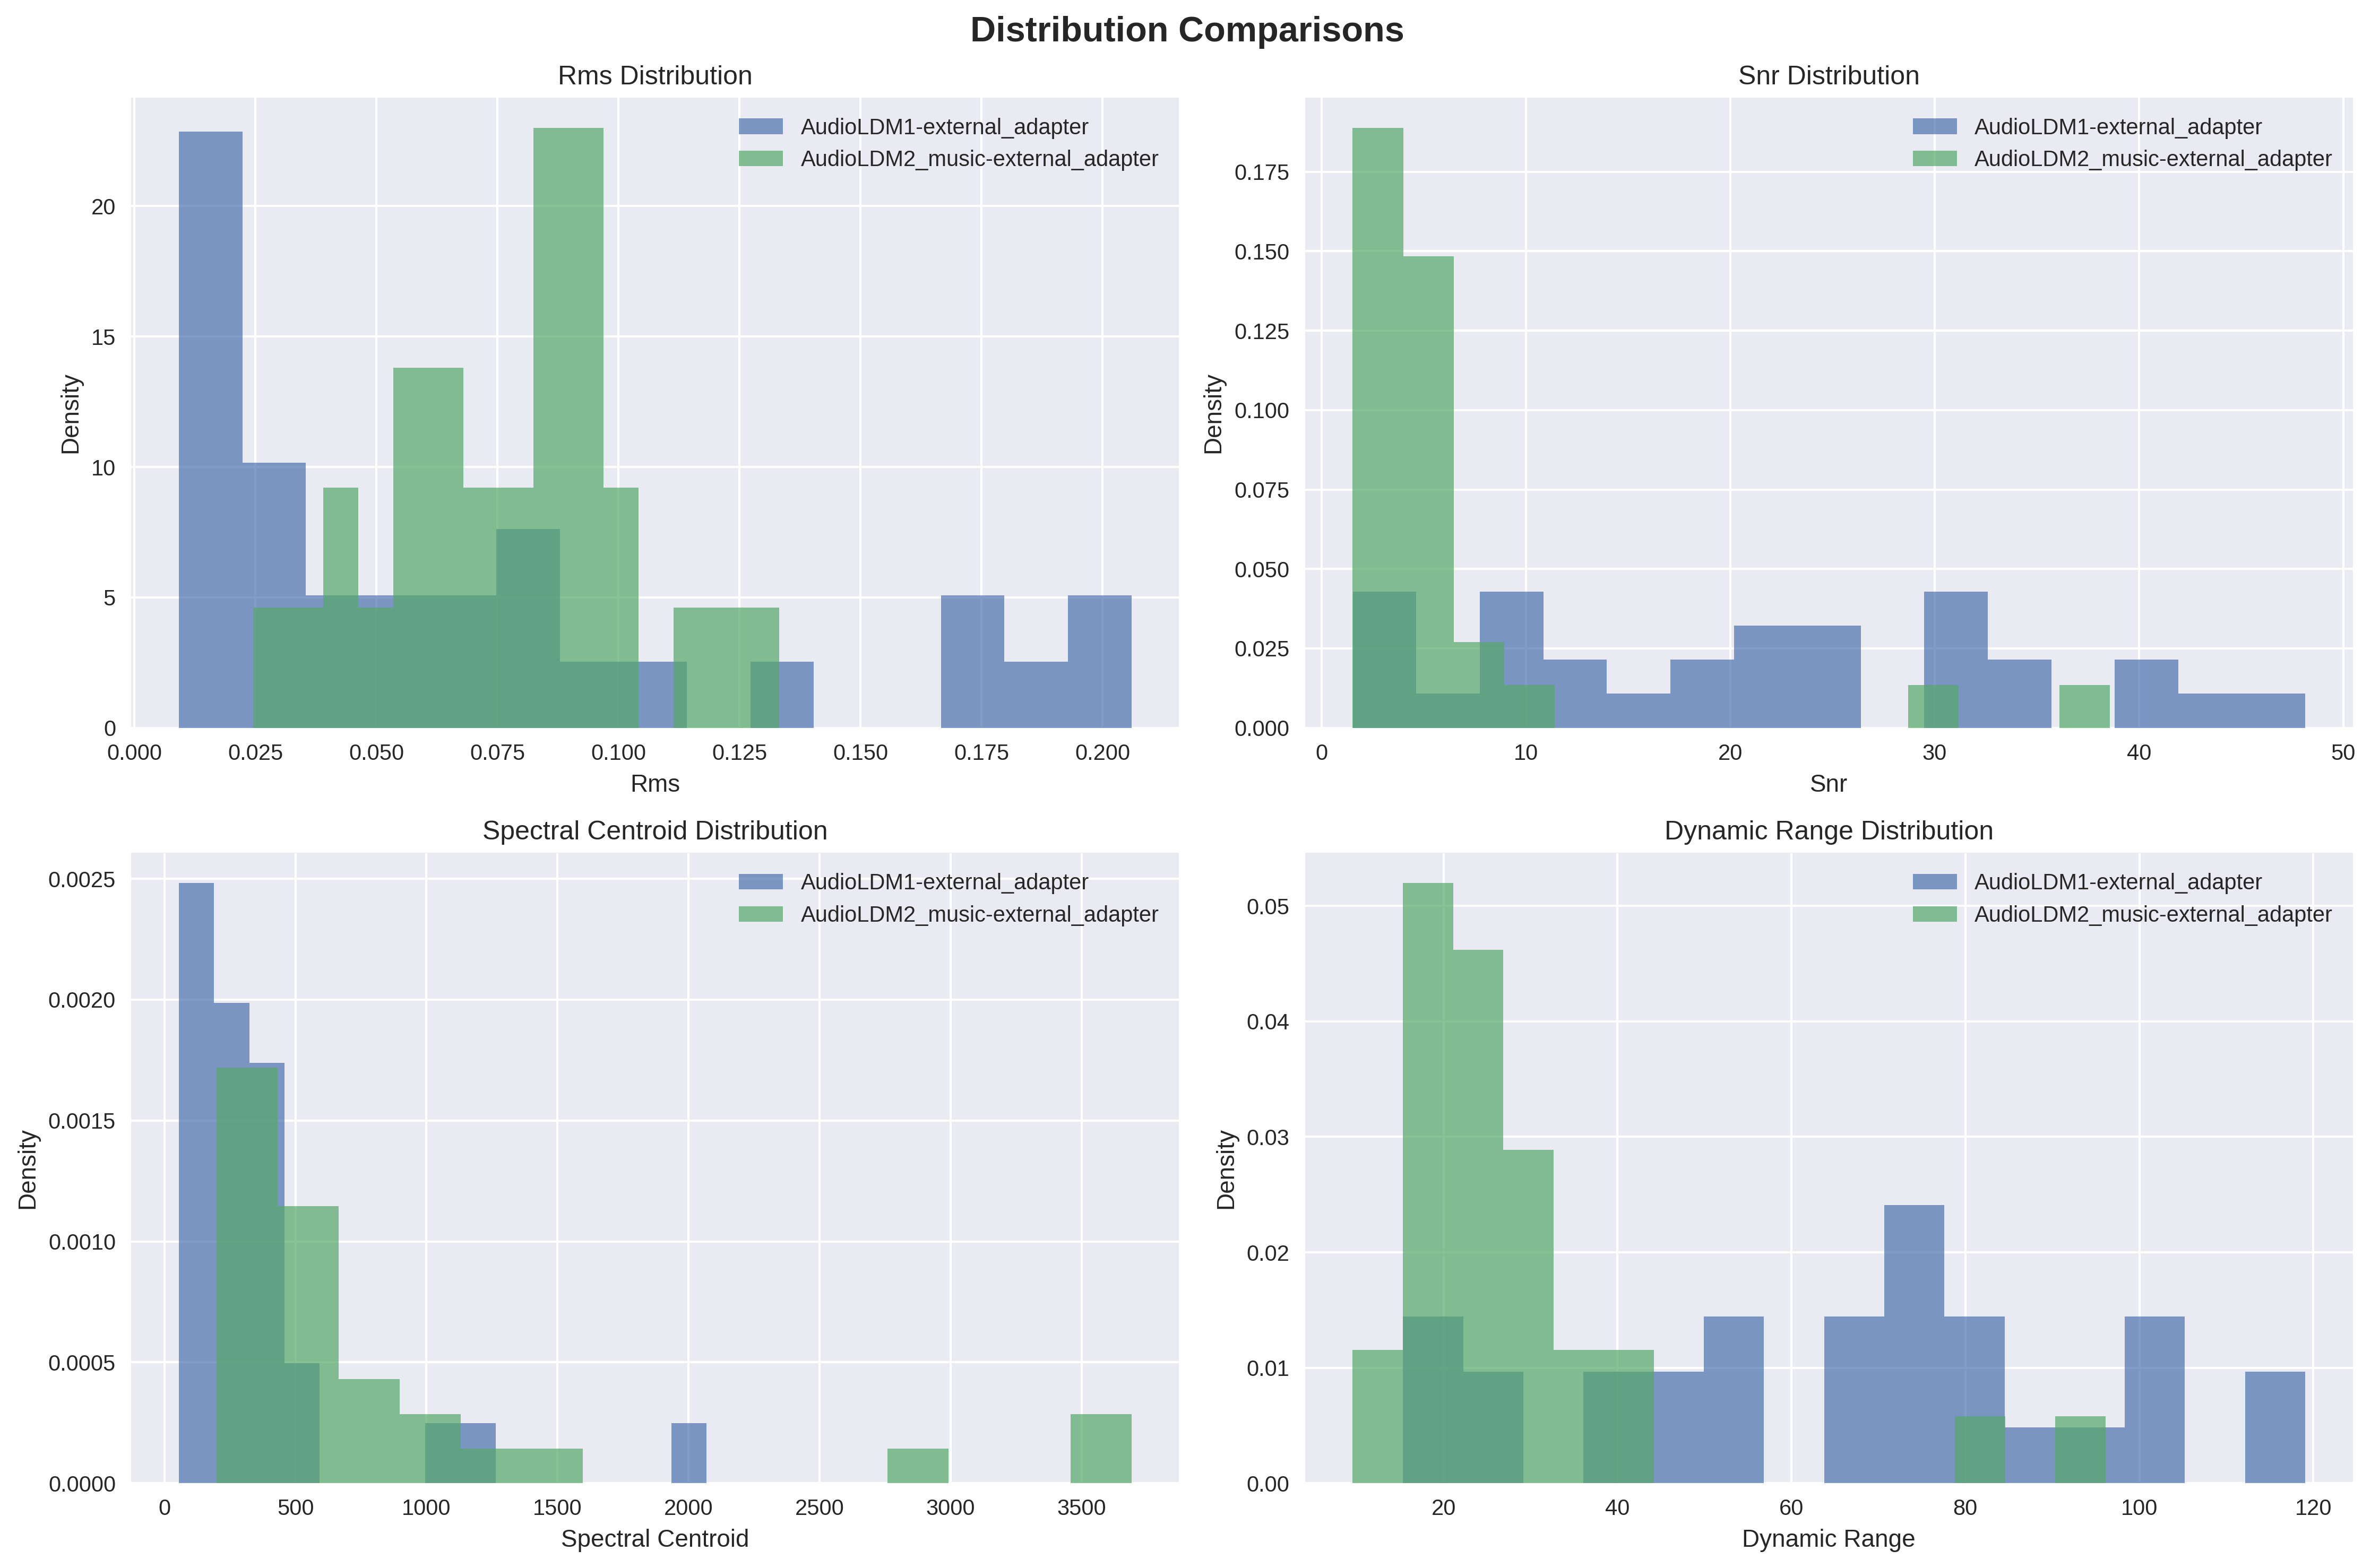 Distribution Comparisons
Rms Distribution
AudioLDM1-external_adapter
AudioLDM2_music-external_adapter
20
15
10
5
0
Density
0.000 0.025 0.050 0.075 0.100 0.125 0.150 0.175 0.200
Rms
Snr Distribution
AudioLDM1-external_adapter
AudioLDM2_music-external_adapter
0.175
0.150
0.125
0.100
0.075
0.050
0.025
0.000
Density
0 10 20 30 40 50
Snr
Spectral Centroid Distribution
AudioLDM1-external_adapter
AudioLDM2_music-external_adapter
0.0025
0.0020
0.0015
0.0010
0.0005
0.0000
Density
0 500 1000 1500 2000 2500 3000 3500
Spectral Centroid
Dynamic Range Distribution
AudioLDM1-external_adapter
AudioLDM2_music-external_adapter
0.05
0.04
0.03
0.02
0.01
0.00
Density
20 40 60 80 100 120
Dynamic Range